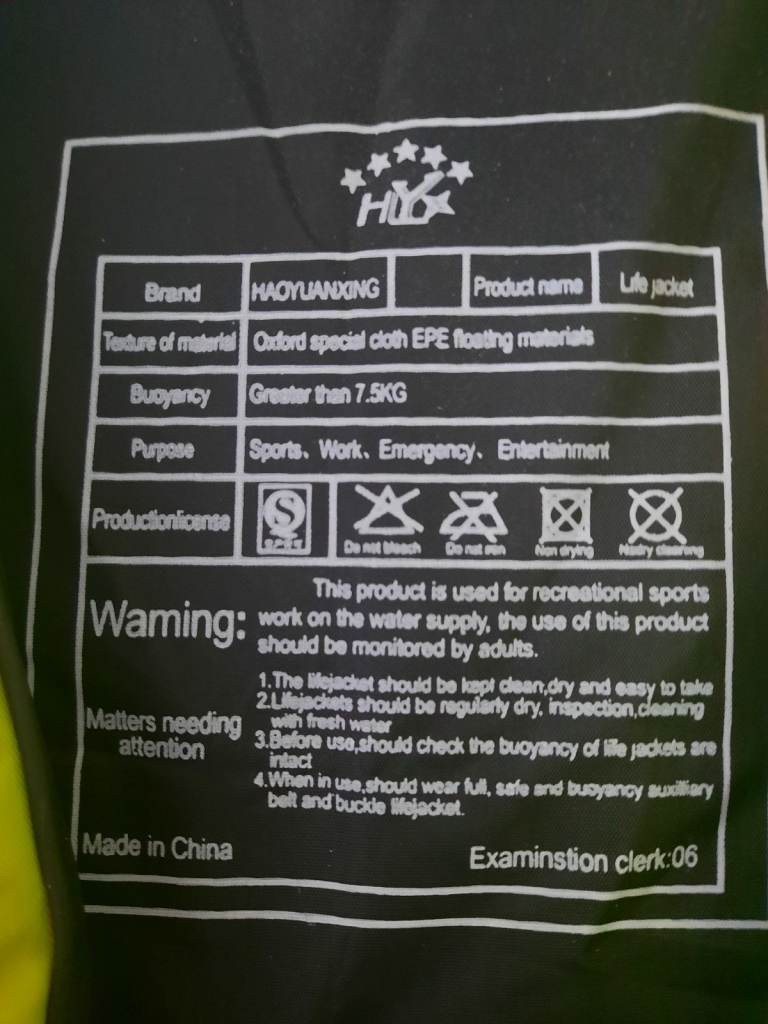 HYX
Brand HAOYUANXING Product name Life jacket
Texture of material Oxford special cloth EPE floating materials
Buoyancy Greater than 7.5KG
Purpose Sports、Work、Emergency、Entertainment
Productionlicense S
Do not bleach Do not iron Non drying
Warning: This product is used for recreational sports
work on the water supply, the use of this product
should be monitored by adults.
Matters needing
attention
1.The lifejacket should be kept clean,dry and easy to take
2.Lifejackets should be regularly dry, inspection,cleaning
with fresh water
3.Before use,should check the buoyancy of life jackets are
intact
4.When in use,should wear full, safe and buoyancy auxilliary
belt and buckle lifejacket.
Made in China Examinstion clerk:06